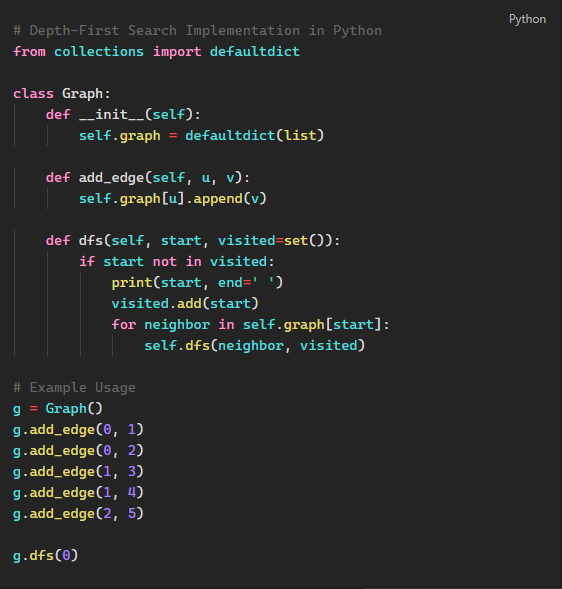 Python
# Depth-First Search Implementation in Python
from collections import defaultdict

class Graph:
    def __init__(self):
        self.graph = defaultdict(list)

    def add_edge(self, u, v):
        self.graph[u].append(v)

    def dfs(self, start, visited=set()):
        if start not in visited:
            print(start, end=' ')
            visited.add(start)
            for neighbor in self.graph[start]:
                self.dfs(neighbor, visited)

# Example Usage
g = Graph()
g.add_edge(0, 1)
g.add_edge(0, 2)
g.add_edge(1, 3)
g.add_edge(1, 4)
g.add_edge(2, 5)

g.dfs(0)